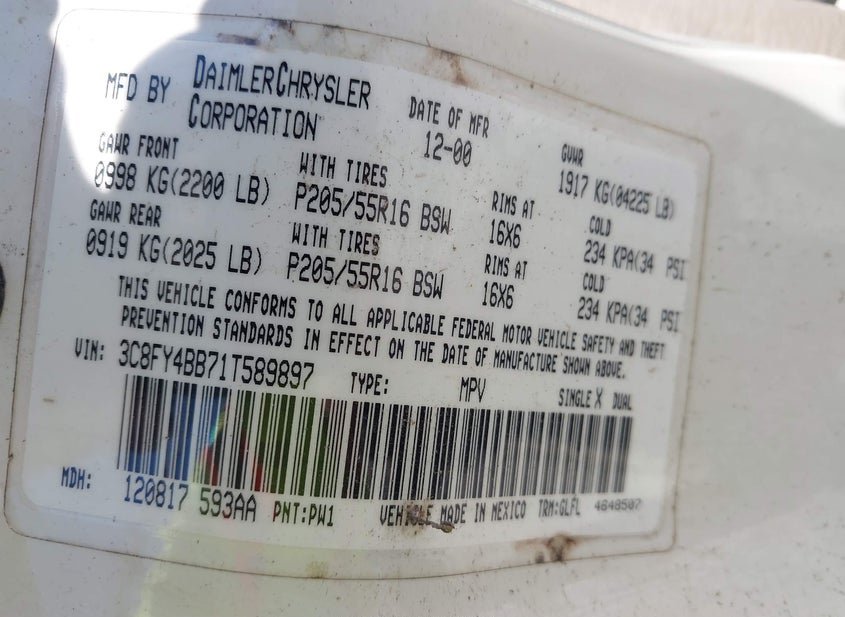 MFD BY DAIMLERCHRYSLER CORPORATION
DATE OF MFR 12-00
GVWR 1917 KG(04225 LB)
GAWR FRONT WITH TIRES RIMS AT COLD
0998 KG(2200 LB) P205/55R16 BSW 16X6 234 KPA(34 PSI
GAWR REAR WITH TIRES RIMS AT COLD
0919 KG(2025 LB) P205/55R16 BSW 16X6 234 KPA(34 PSI
THIS VEHICLE CONFORMS TO ALL APPLICABLE FEDERAL MOTOR VEHICLE SAFETY AND THEFT
PREVENTION STANDARDS IN EFFECT ON THE DATE OF MANUFACTURE SHOWN ABOVE.
VIN: 3C8FY4BB71T589897 TYPE: MPV SINGLE X DUAL
MDH: 120817 593AA PNT:PW1 VEHICLE MADE IN MEXICO TRM:GLFL 4648507